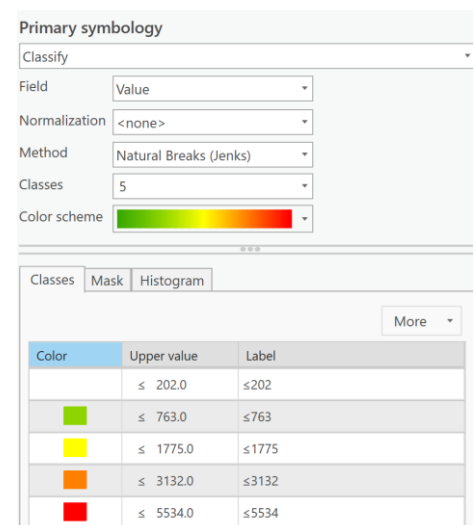 Primary symbology
Classify
Field Value
Normalization <none>
Method Natural Breaks (Jenks)
Classes 5
Color scheme
Classes Mask Histogram
More
Color Upper value Label
≤ 202.0 ≤202
≤ 763.0 ≤763
≤ 1775.0 ≤1775
≤ 3132.0 ≤3132
≤ 5534.0 ≤5534